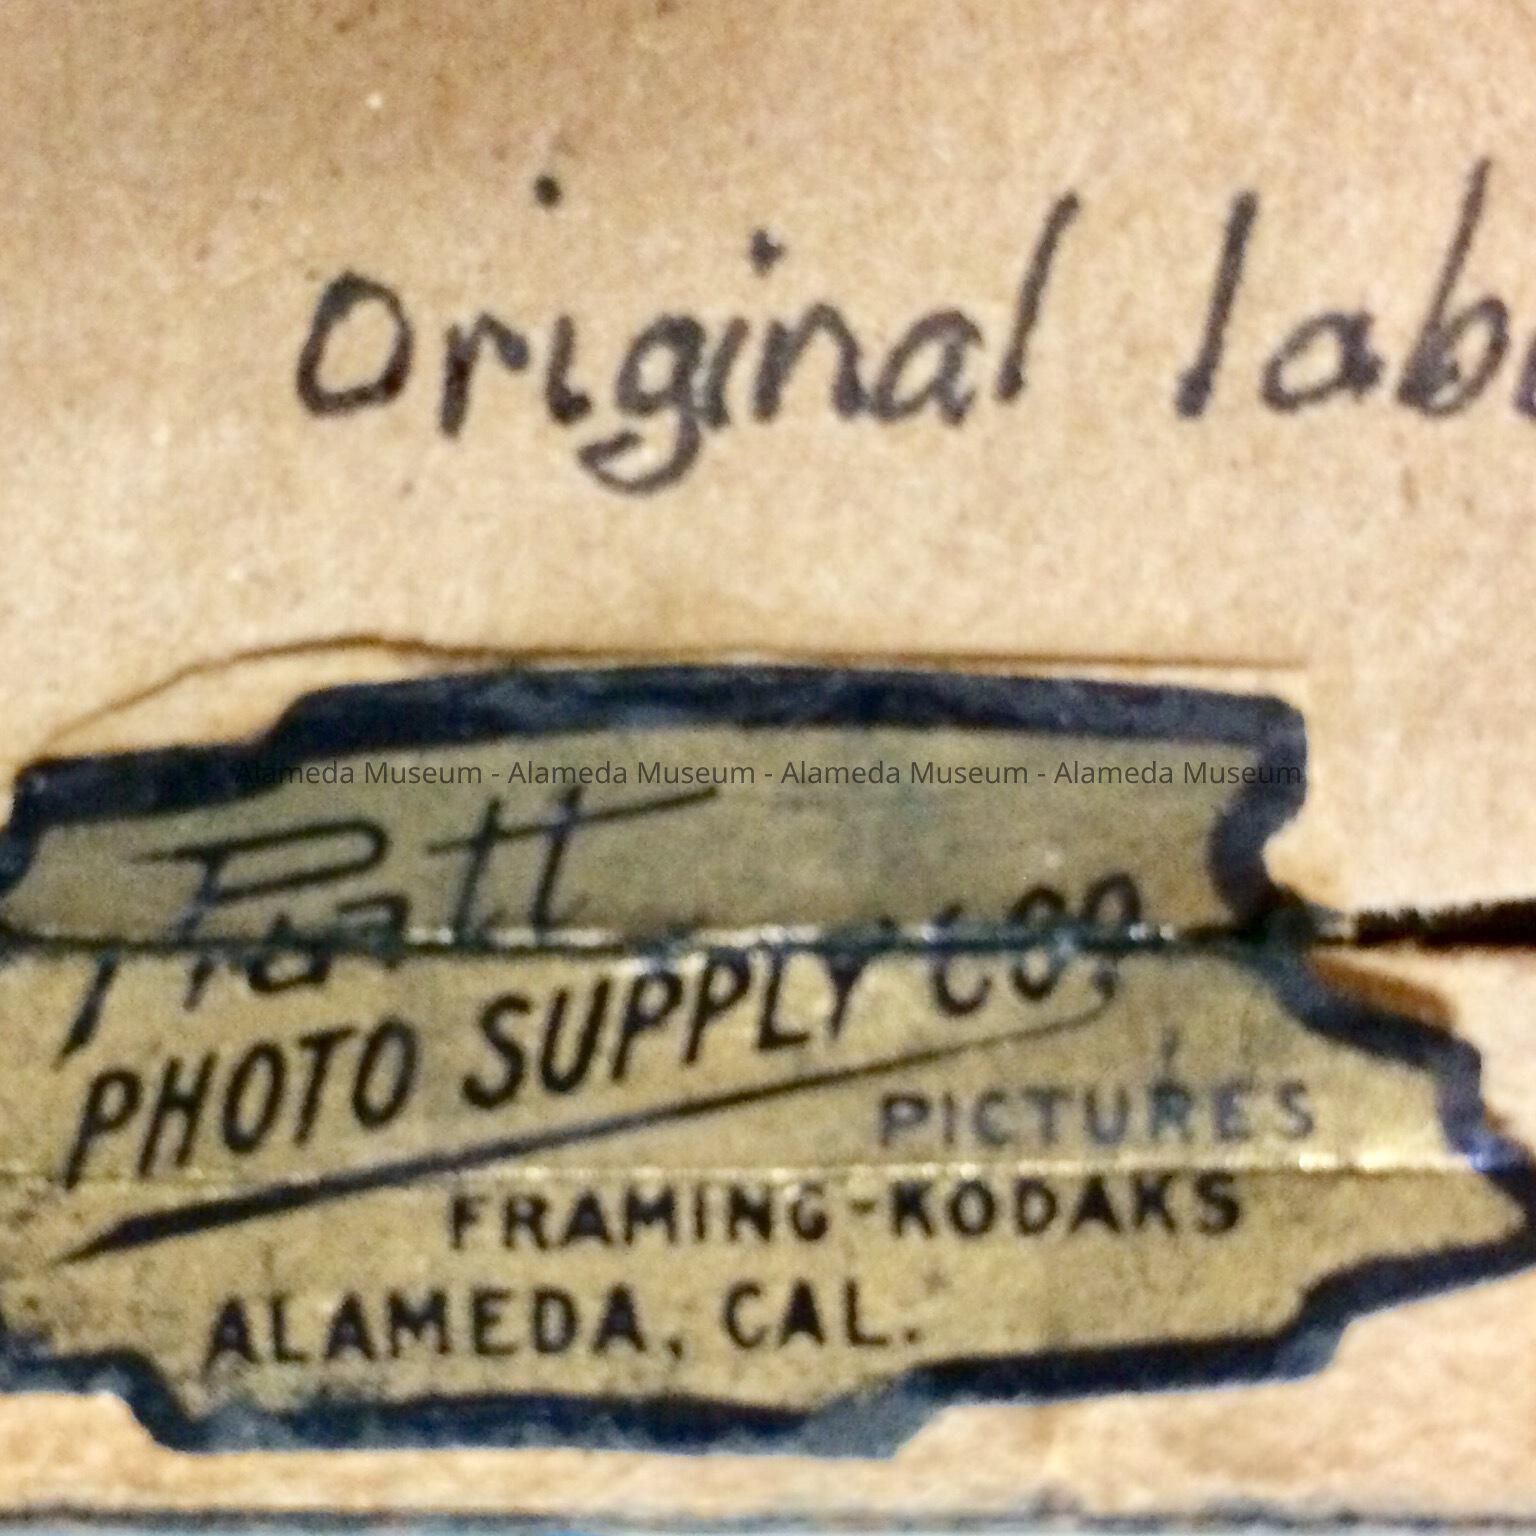 Original lab
Alameda Museum - Alameda Museum - Alameda Museum - Alameda Museum
Pratt
PHOTO SUPPLY CO,
PICTURES
FRAMING-KODAKS
ALAMEDA, CAL.